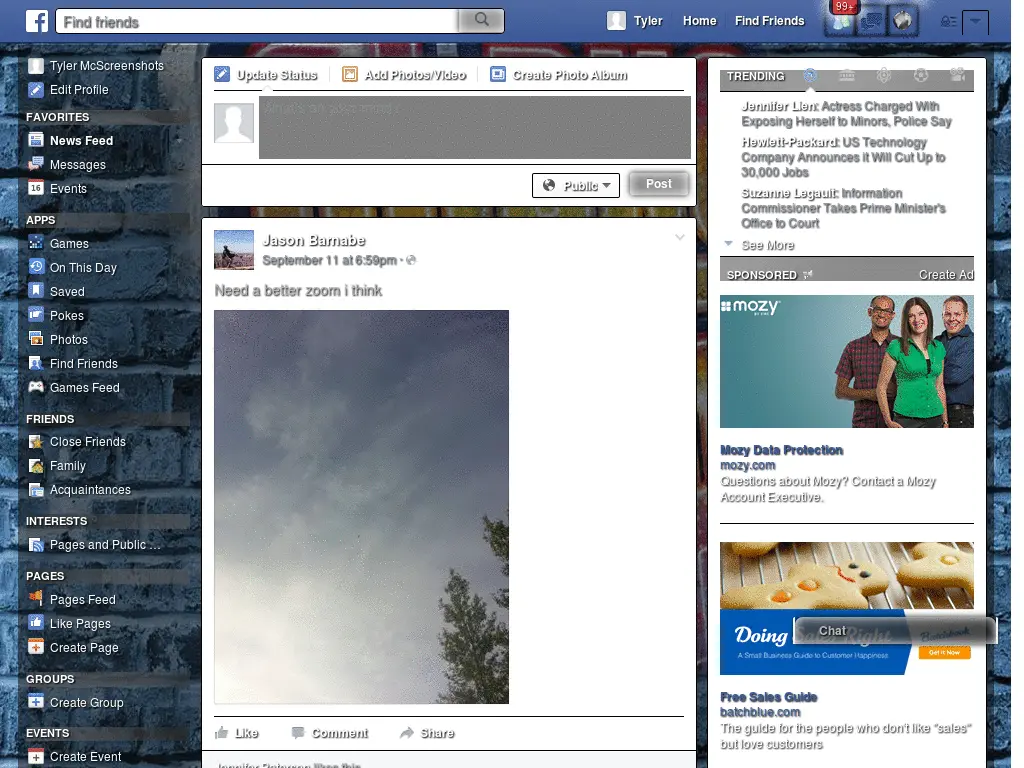 Find friends
99+
Tyler
Home
Find Friends
Tyler McScreenshots
Edit Profile
FAVORITES
News Feed
Messages
16
Events
APPS
Games
On This Day
Saved
Pokes
Photos
Find Friends
Games Feed
FRIENDS
Close Friends
Family
Acquaintances
INTERESTS
Pages and Public ...
PAGES
Pages Feed
Like Pages
Create Page
GROUPS
Create Group
EVENTS
Create Event
Update Status
Add Photos/Video
Create Photo Album
Public
Post
Jason Barnabe
September 11 at 6:59pm ·
Need a better zoom i think
Like
Comment
Share
likes this
TRENDING
Jennifer Lien: Actress Charged With
Exposing Herself to Minors, Police Say
Hewlett-Packard: US Technology
Company Announces it Will Cut Up to
30,000 Jobs
Suzanne Legault: Information
Commissioner Takes Prime Minister's
Office to Court
See More
SPONSORED
Create Ad
mozy
Mozy Data Protection
mozy.com
Questions about Mozy? Contact a Mozy
Account Executive.
Doing Sales Right
A Small Business Guide to Customer Happiness
Batchbook
Get It Now
Chat
Free Sales Guide
batchblue.com
The guide for the people who don't like "sales"
but love customers